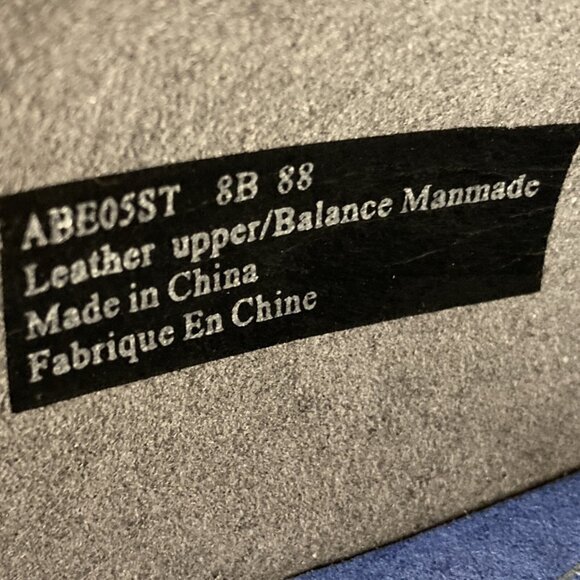 ABE05ST 8B 88
Leather upper/Balance Manmade
Made in China
Fabrique En Chine